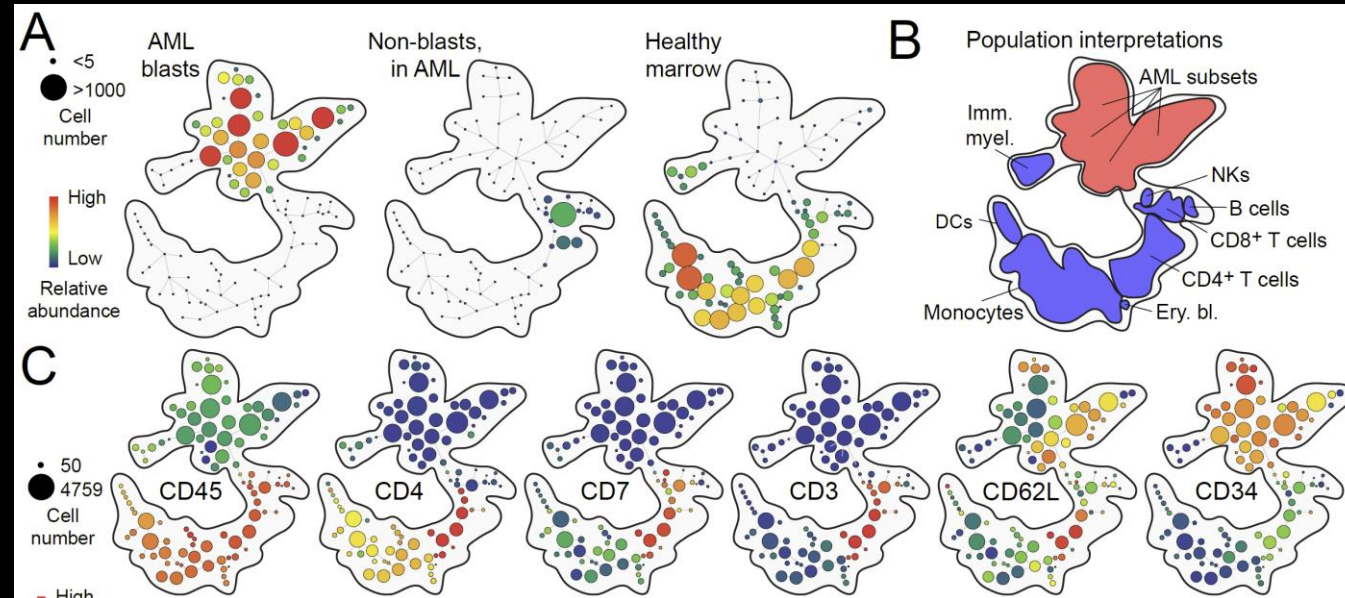 A
AML
blasts
Non-blasts,
in AML
Healthy
marrow
<5
>1000
Cell
number
High
Low
Relative
abundance
B
Population interpretations
AML subsets
Imm.
myel.
NKs
B cells
DCs
CD8+ T cells
CD4+ T cells
Monocytes
Ery. bl.
C
50
4759
Cell
number
High
CD45
CD4
CD7
CD3
CD62L
CD34